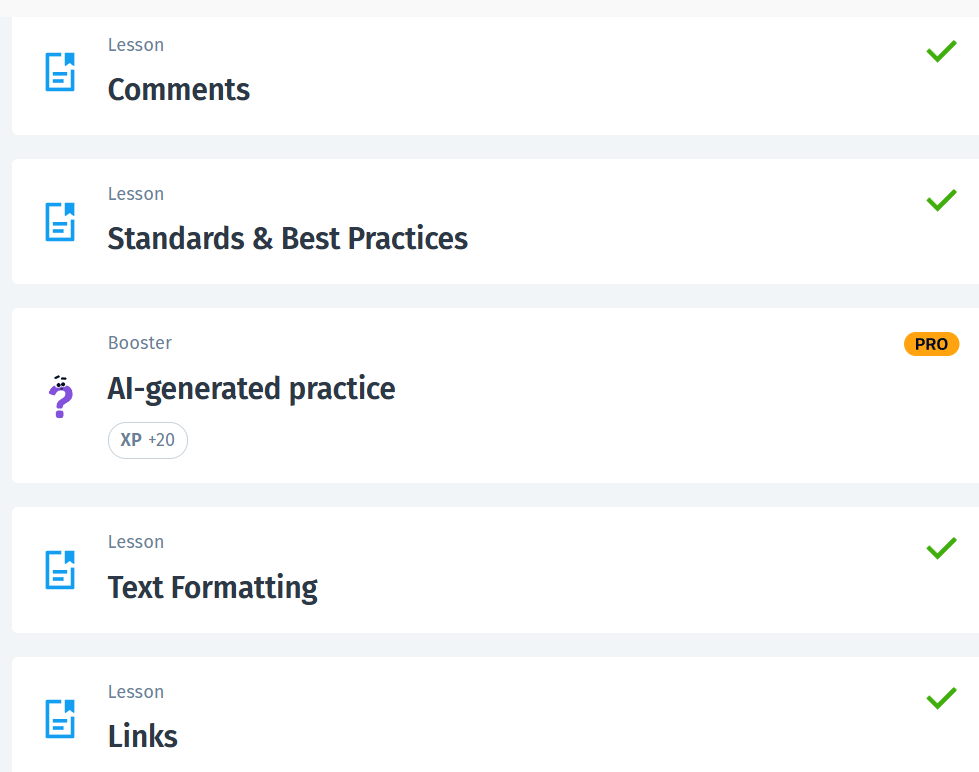 Lesson
Comments
Lesson
Standards & Best Practices
Booster
PRO
AI-generated practice
XP +20
Lesson
Text Formatting
Lesson
Links